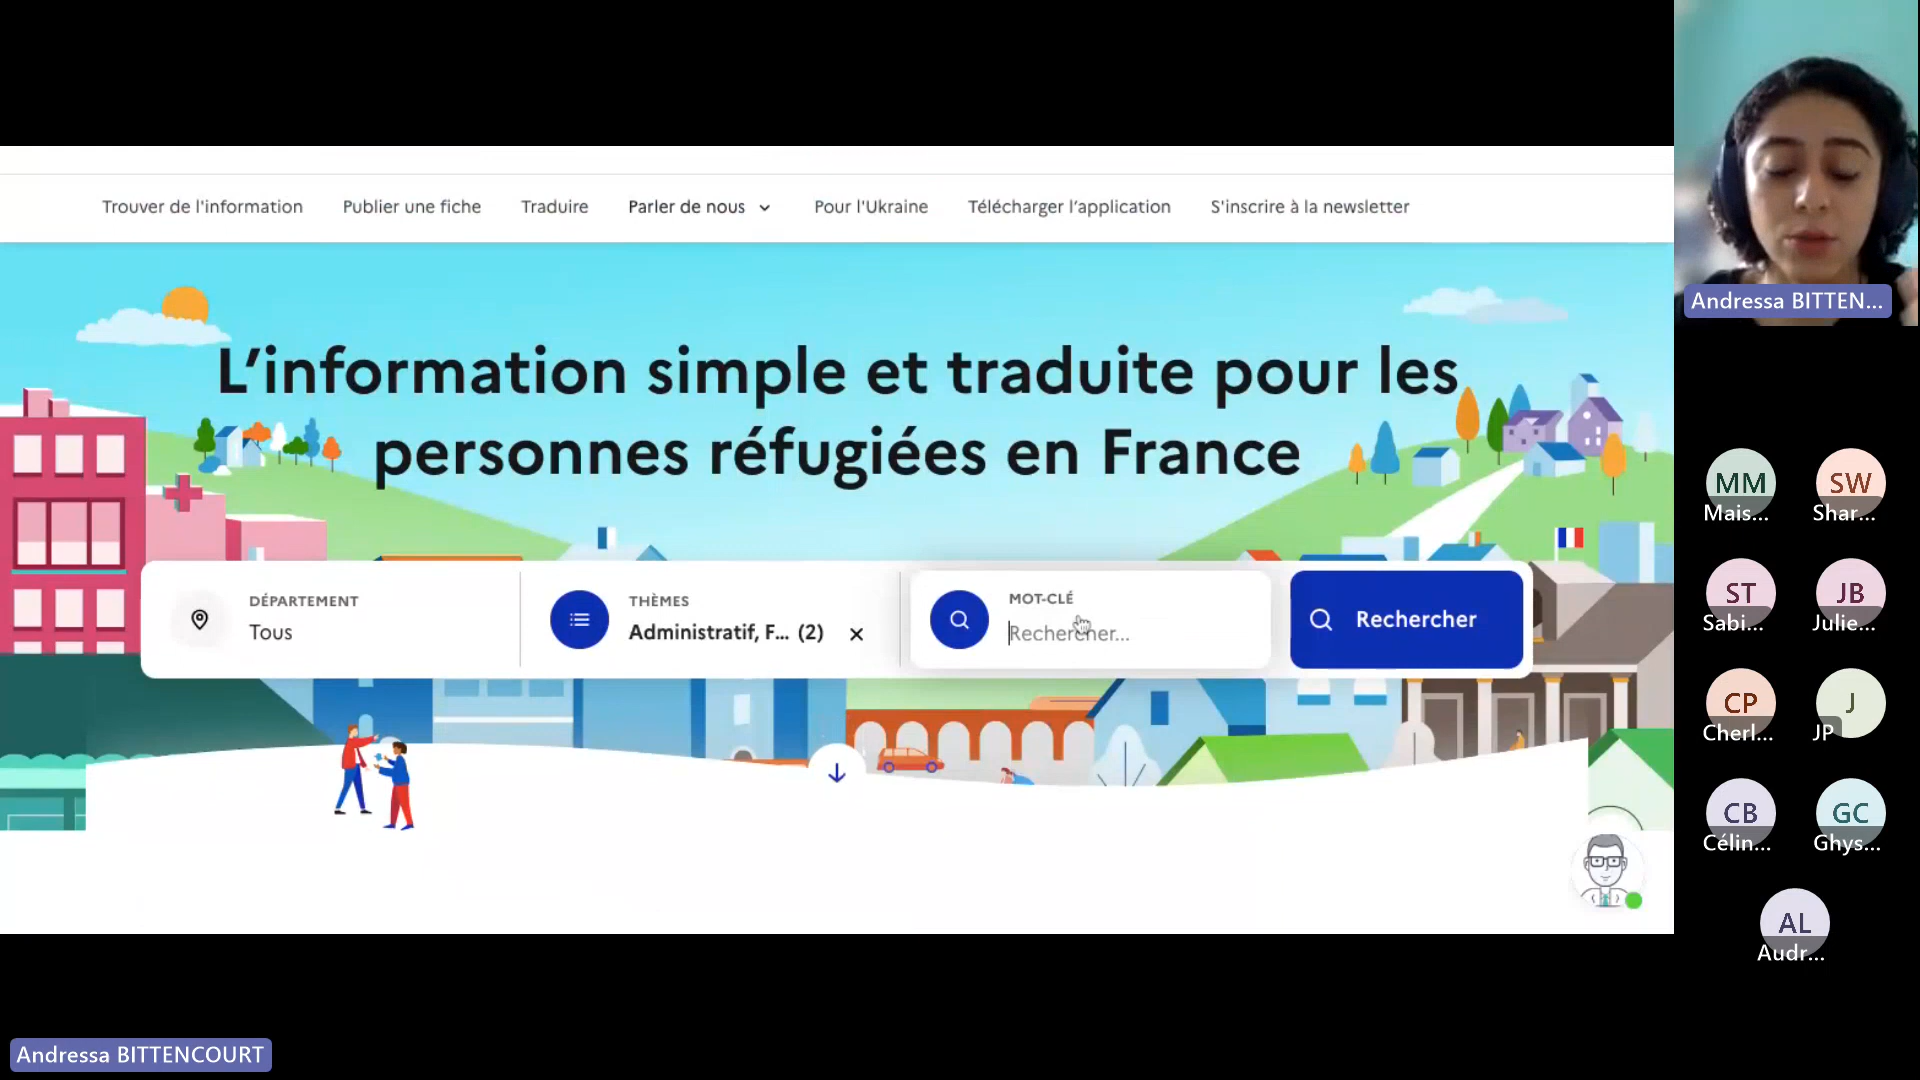 Trouver de l'information
Publier une fiche
Traduire
Parler de nous
Pour l'Ukraine
Télécharger l’application
S'inscrire à la newsletter
L’information simple et traduite pour les
personnes réfugiées en France
DÉPARTEMENT
Tous
THÈMES
Administratif, F... (2)
MOT-CLÉ
Rechercher...
Rechercher
Andressa BITTEN...
MM
Mais...
SW
Shar...
ST
Sabi...
JB
Julie...
CP
Cherl...
J
JP
CB
Célin...
GC
Ghys...
AL
Audr...
Andressa BITTENCOURT